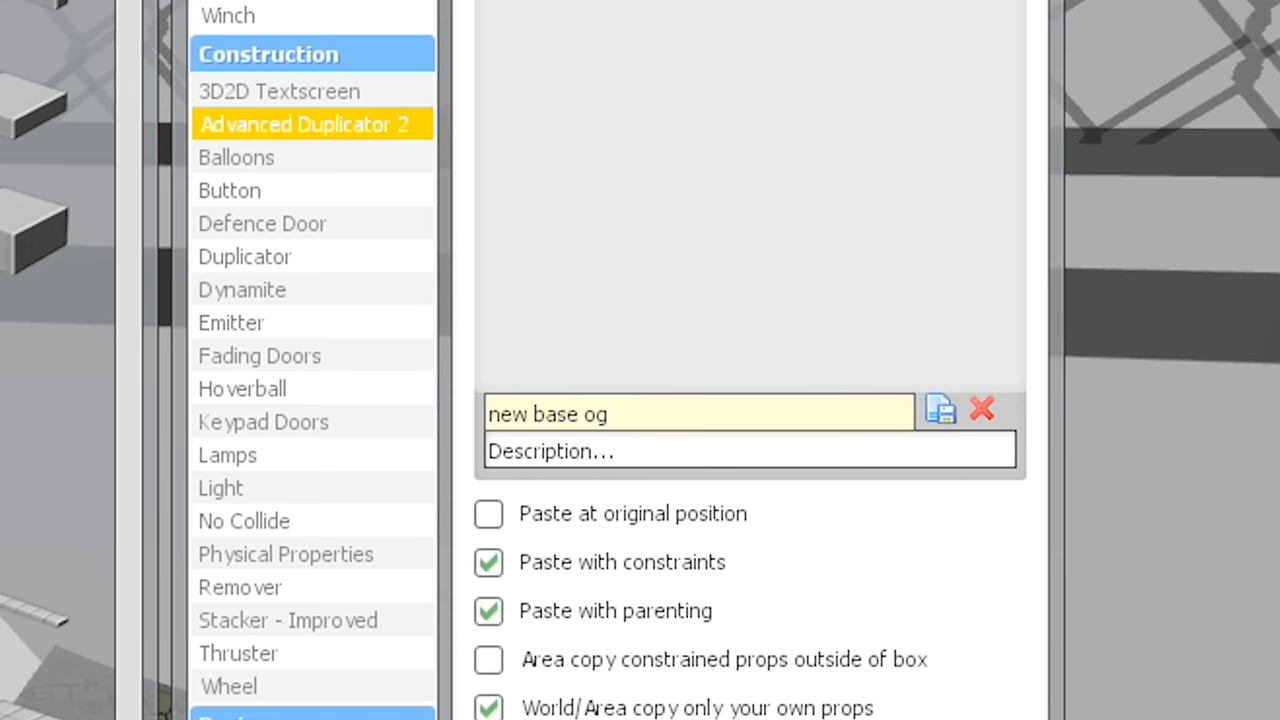 Winch
Construction
3D2D Textscreen
Advanced Duplicator 2
Balloons
Button
Defence Door
Duplicator
Dynamite
Emitter
Fading Doors
Hoverball
Keypad Doors
Lamps
Light
No Collide
Physical Properties
Remover
Stacker - Improved
Thruster
Wheel
new base og
Description...
Paste at original position
Paste with constraints
Paste with parenting
Area copy constrained props outside of box
World/Area copy only your own props